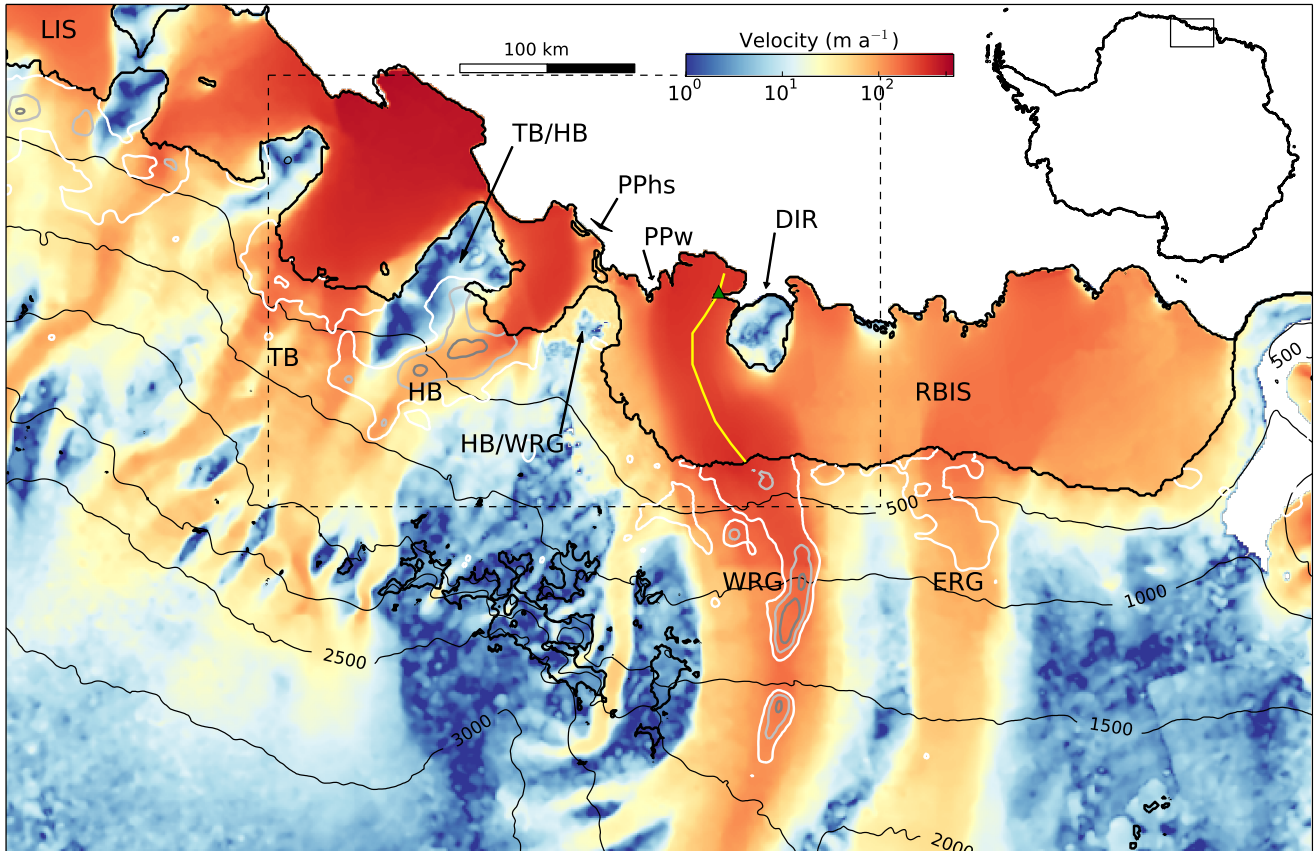 LIS
100 km
Velocity (m a⁻¹)
10⁰ 10¹ 10²
TB/HB
PPhs
PPw
DIR
TB
HB
RBIS
500
HB/WRG
500
WRG
ERG
1000
2500
3000
1500
2000